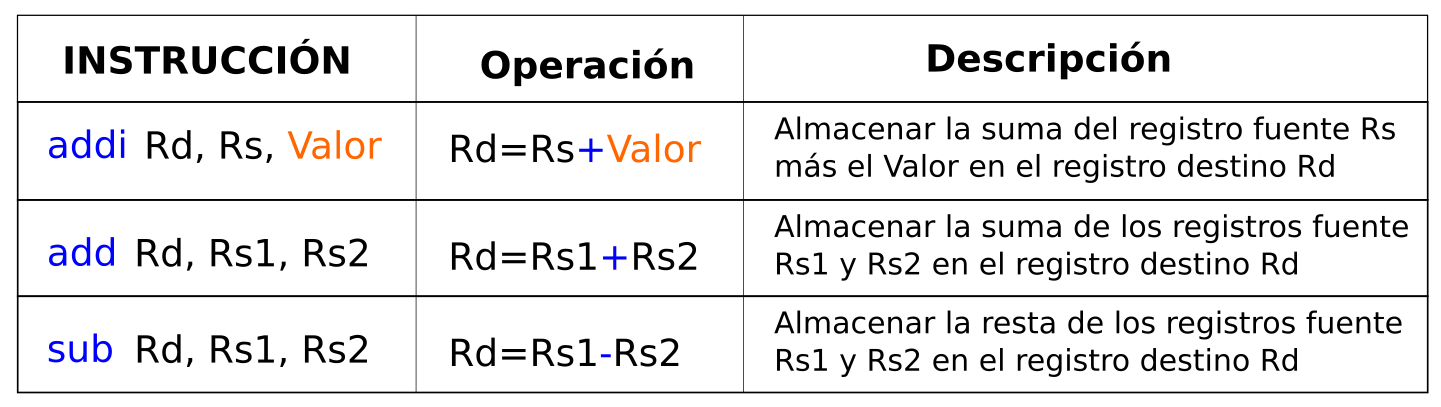 INSTRUCCIÓN Operación Descripción
addi Rd, Rs, Valor Rd=Rs+Valor Almacenar la suma del registro fuente Rs
más el Valor en el registro destino Rd
add Rd, Rs1, Rs2 Rd=Rs1+Rs2 Almacenar la suma de los registros fuente
Rs1 y Rs2 en el registro destino Rd
sub Rd, Rs1, Rs2 Rd=Rs1-Rs2 Almacenar la resta de los registros fuente
Rs1 y Rs2 en el registro destino Rd